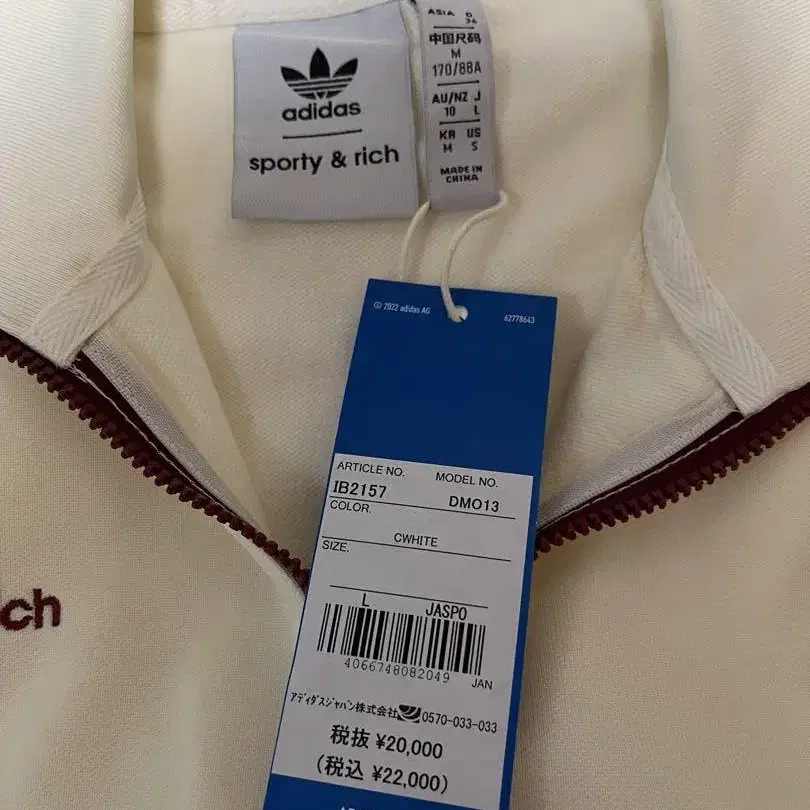 adidas
sporty & rich
ASIA D
36
中国尺码
M
170/88A
AU/NZ J
10 L
KR US
M S
MADE IN
CHINA
© 2022 adidas AG
62778643
ARTICLE NO. MODEL NO.
IB2157 DMO13
COLOR.
CWHITE
SIZE.
L JASPO
4066748082049 JAN
アディダスジャパン株式会社 0570-033-033
税抜 ¥20,000
(税込 ¥22,000)
ch